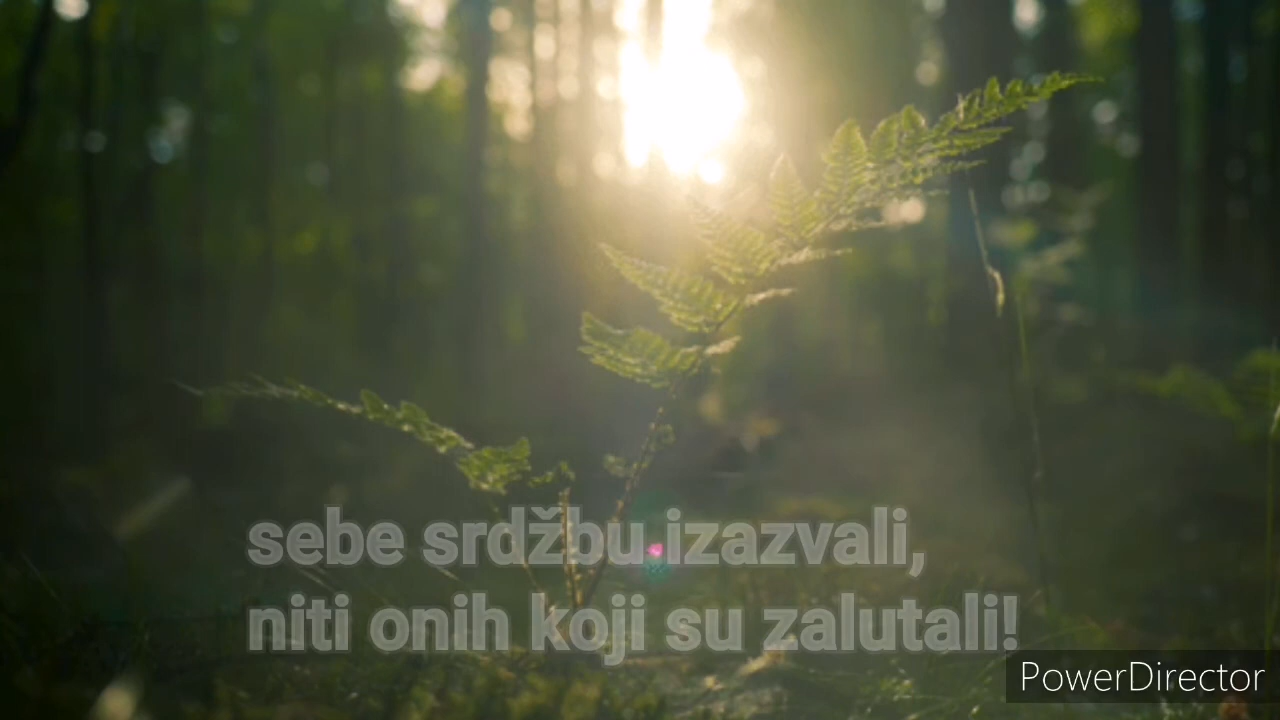 sebe srdžbu izazvali,
niti onih koji su zalutali!
PowerDirector